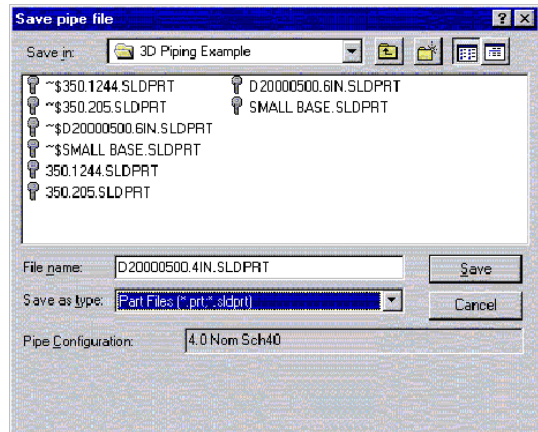 Save pipe file
Save in: 3D Piping Example
~$350.1244.SLDPRT
~$350.205.SLDPRT
~$D20000500.6IN.SLDPRT
~$SMALL BASE.SLDPRT
350.1244.SLDPRT
350.205.SLDPRT
D20000500.6IN.SLDPRT
SMALL BASE.SLDPRT
File name: D20000500.4IN.SLDPRT Save
Save as type: Part Files (*.prt;*.sldprt) Cancel
Pipe Configuration: 4.0 Nom Sch40